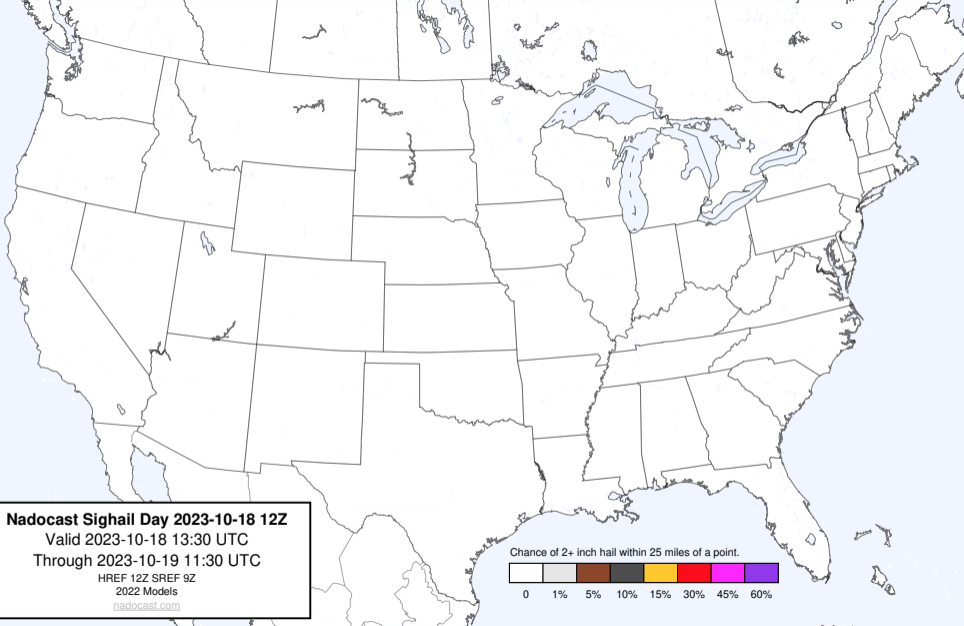 Nadocast Sighail Day 2023-10-18 12Z
Valid 2023-10-18 13:30 UTC
Through 2023-10-19 11:30 UTC
HREF 12Z SREF 9Z
2022 Models
nadocast.com
Chance of 2+ inch hail within 25 miles of a point.
0 1% 5% 10% 15% 30% 45% 60%